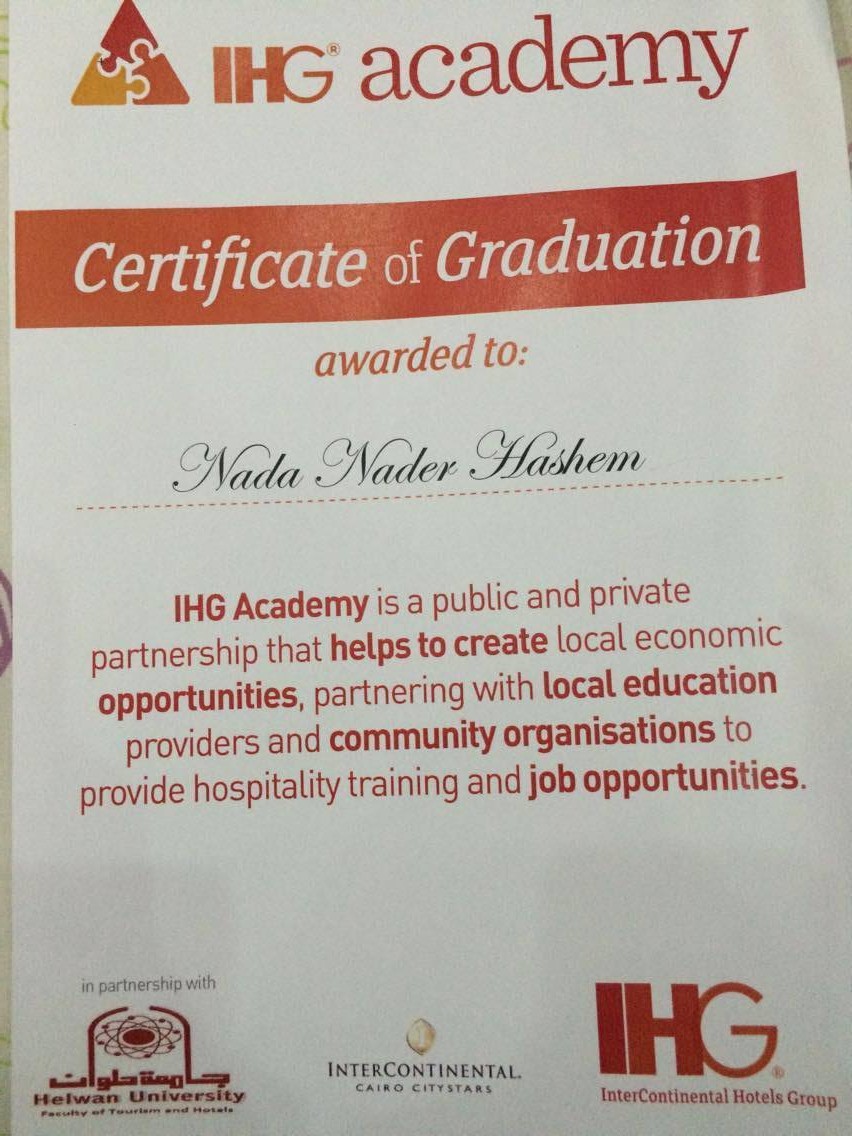 IHG® academy
Certificate of Graduation
awarded to:
Nada Nader Hashem
IHG Academy is a public and private
partnership that helps to create local economic
opportunities, partnering with local education
providers and community organisations to
provide hospitality training and job opportunities.
in partnership with
جامعة حلوان
Helwan University
Faculty of Tourism and Hotels
INTERCONTINENTAL.
CAIRO CITYSTARS
IHG®
InterContinental Hotels Group